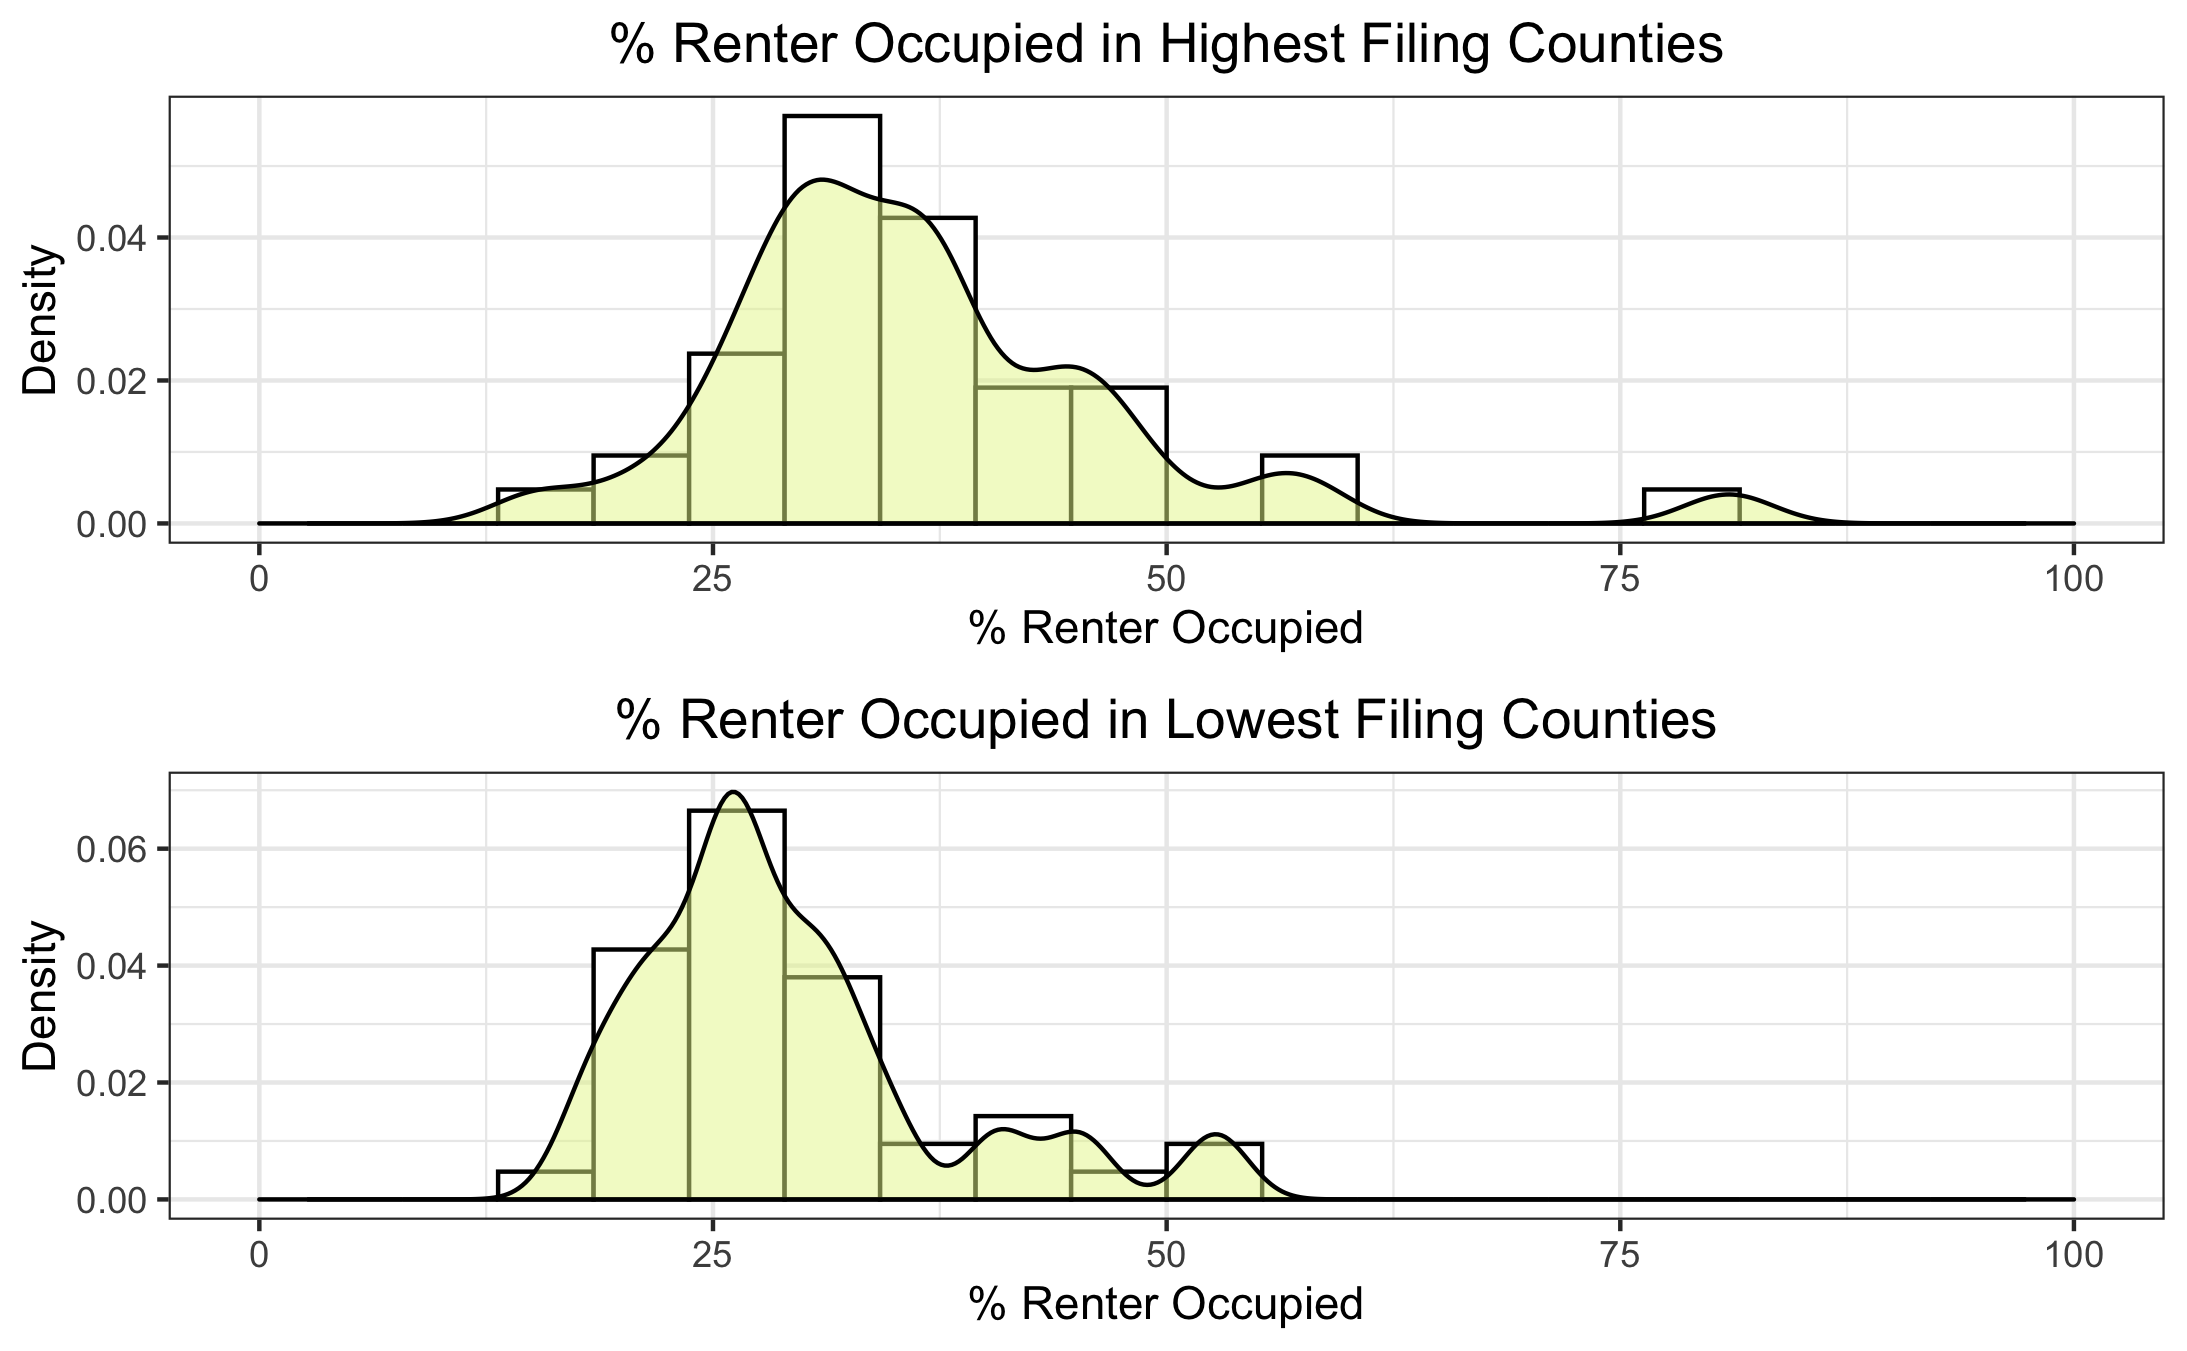 % Renter Occupied in Highest Filing Counties
Density
0.04
0.02
0.00
0 25 50 75 100
% Renter Occupied
% Renter Occupied in Lowest Filing Counties
Density
0.06
0.04
0.02
0.00
0 25 50 75 100
% Renter Occupied